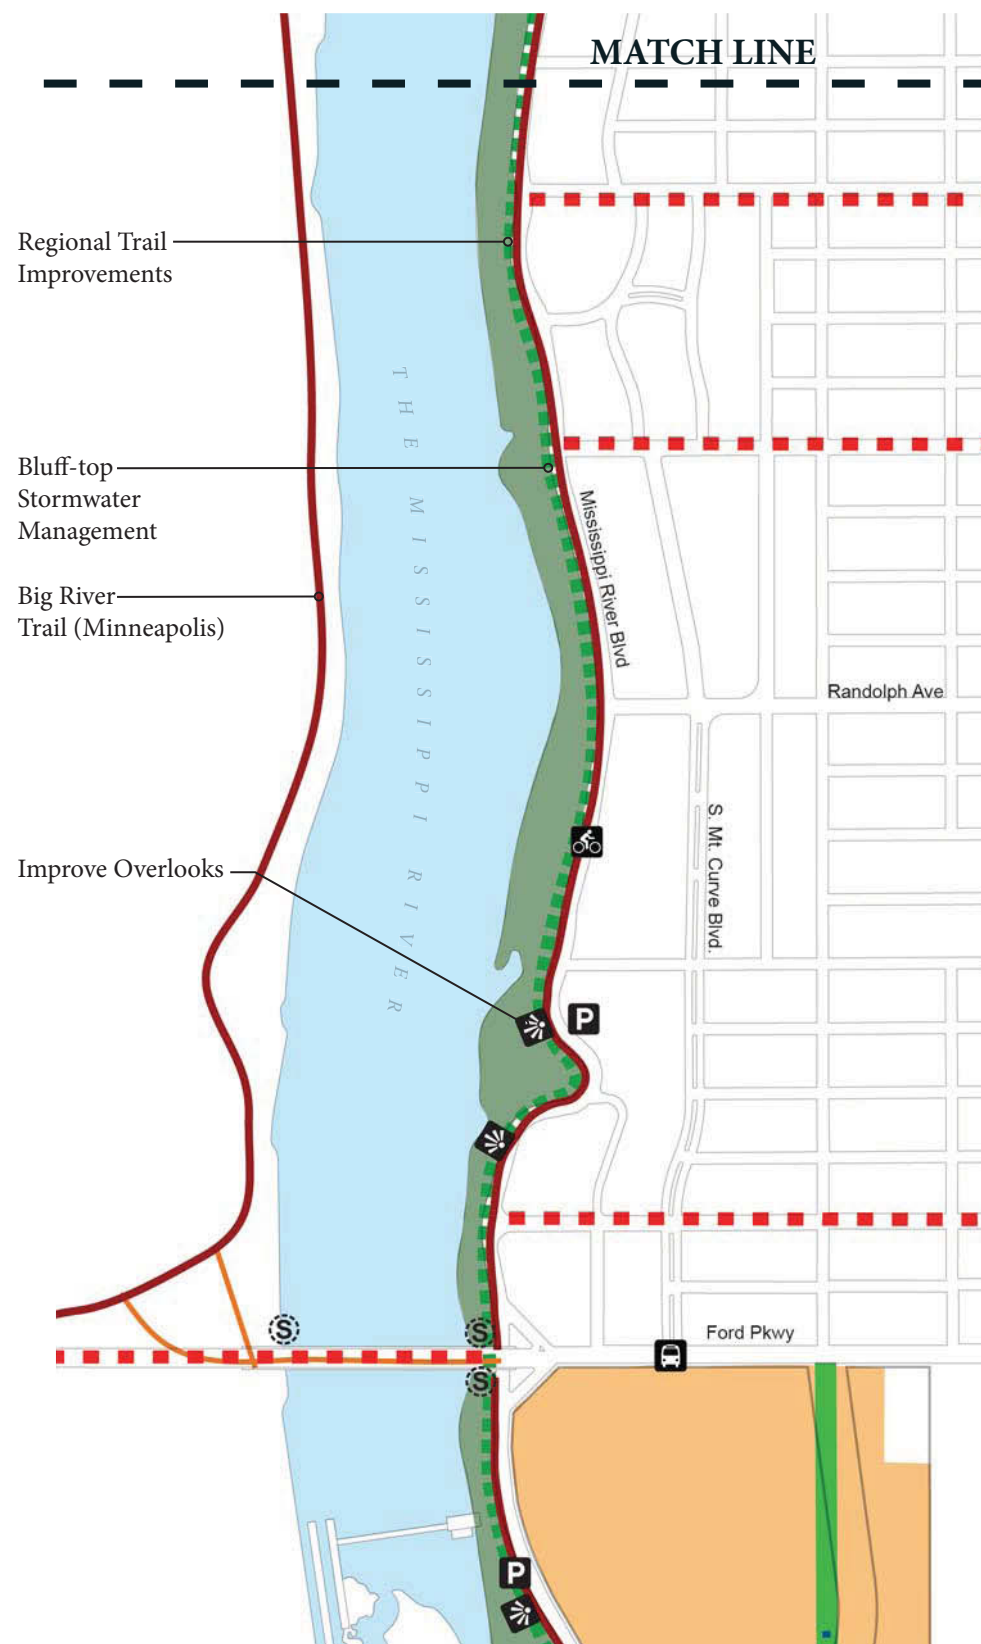 MATCH LINE
Regional Trail
Improvements
THE MISSISSIPPI RIVER
Bluff-top
Stormwater
Management
Mississippi River Blvd
Big River
Trail (Minneapolis)
Randolph Ave
S. Mt. Curve Blvd.
Improve Overlooks
P
S
S
Ford Pkwy
S
P